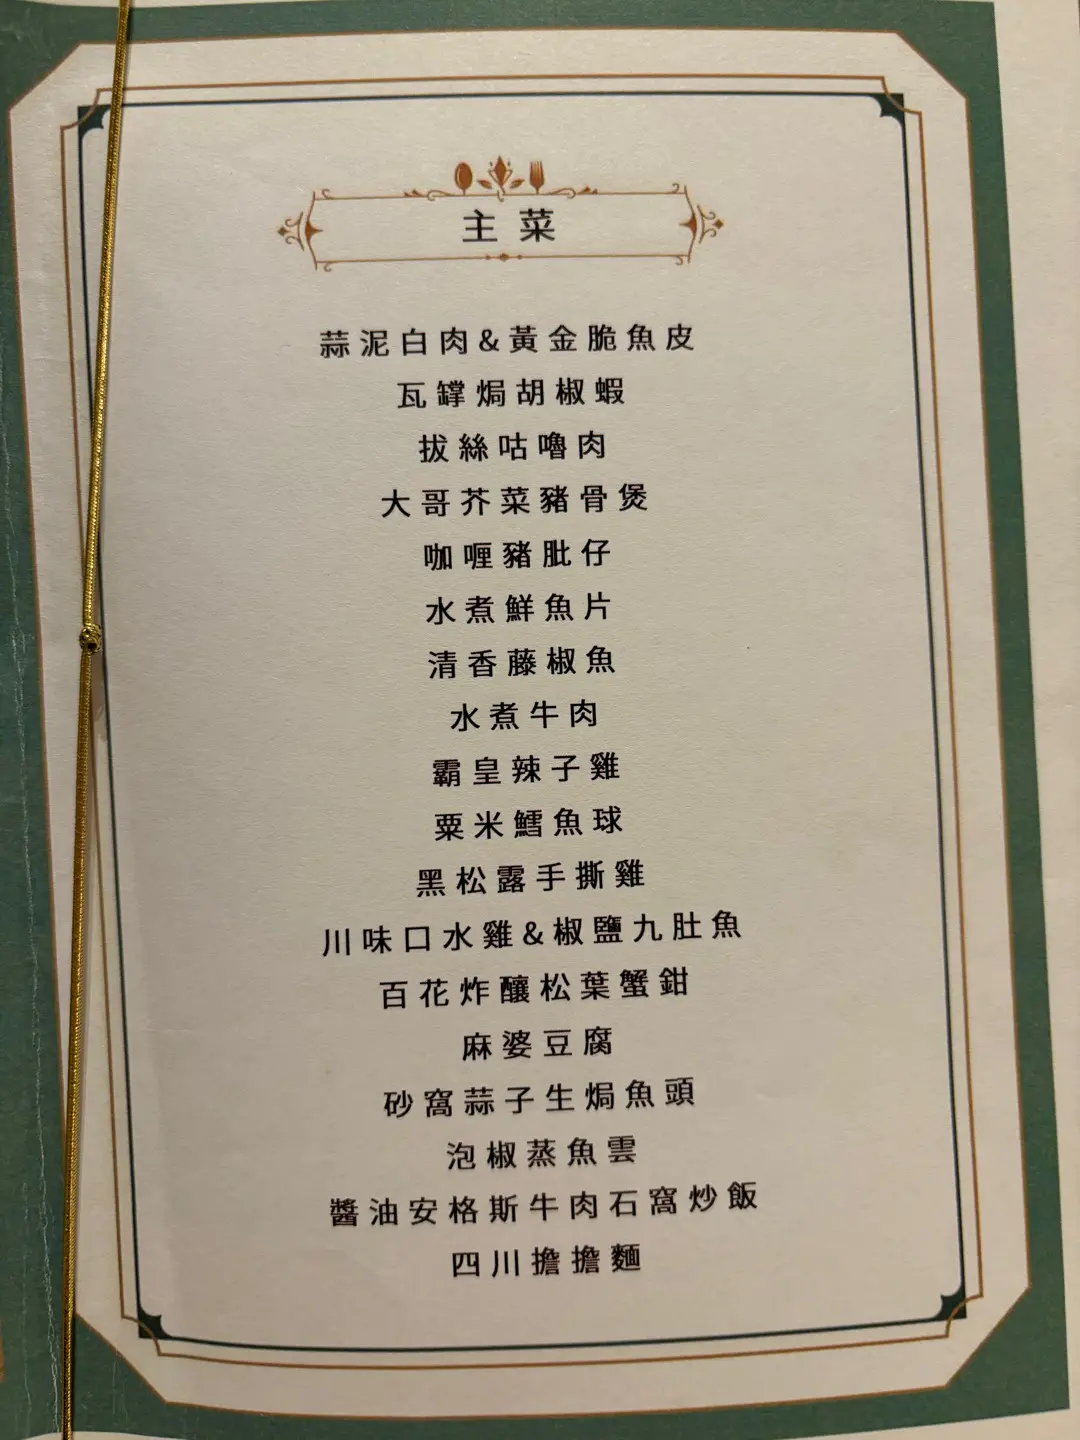 主菜
蒜泥白肉&黃金脆魚皮
瓦罉焗胡椒蝦
拔絲咕嚕肉
大哥芥菜豬骨煲
咖喱豬肶仔
水煮鮮魚片
清香藤椒魚
水煮牛肉
霸皇辣子雞
粟米鱈魚球
黑松露手撕雞
川味口水雞&椒鹽九肚魚
百花炸釀松葉蟹鉗
麻婆豆腐
砂窩蒜子生焗魚頭
泡椒蒸魚雲
醬油安格斯牛肉石窩炒飯
四川擔擔麵